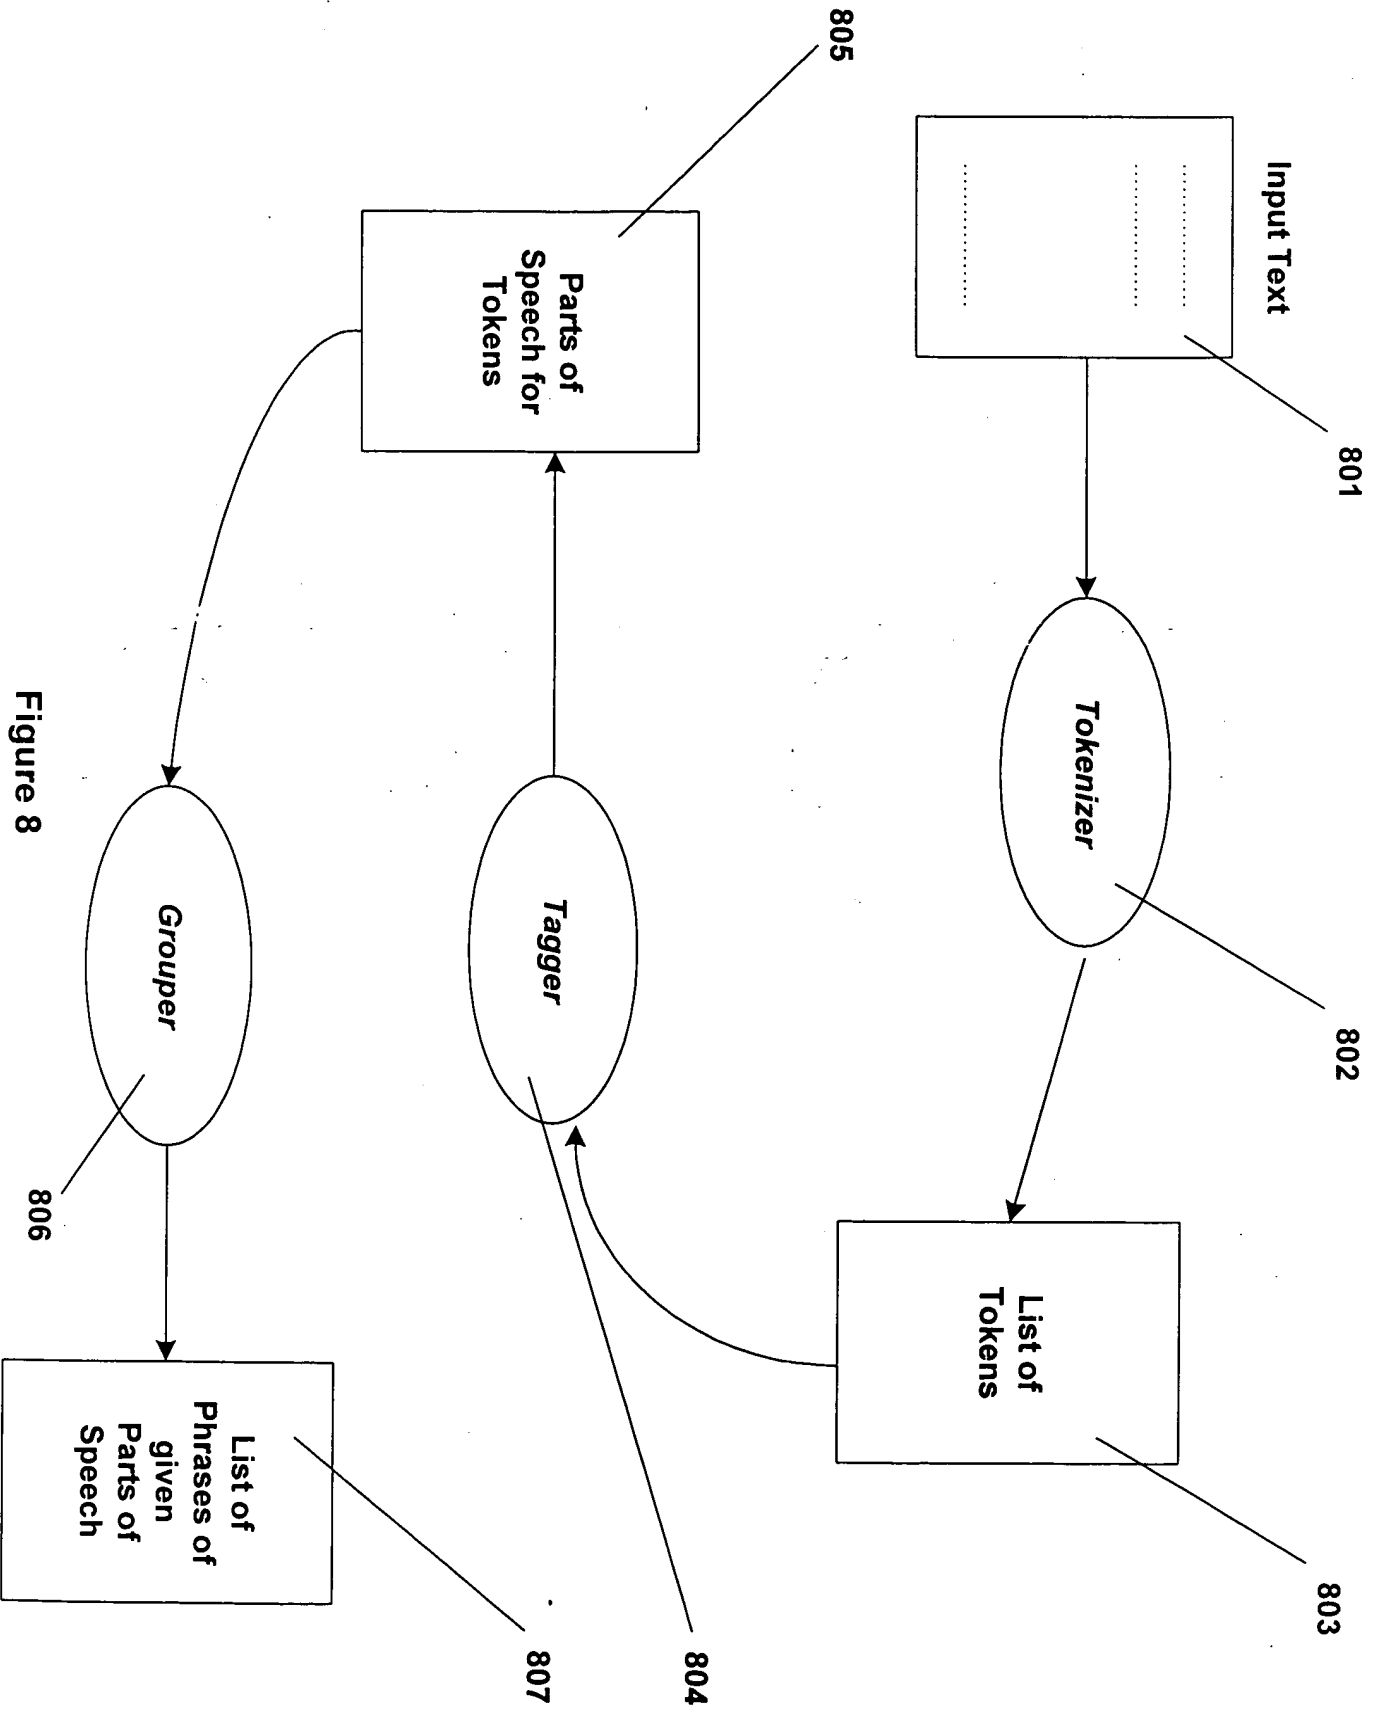 Input Text
801
Tokenizer
802
List of
Tokens
803
805
Parts of
Speech for
Tokens
Tagger
804
Grouper
806
List of
Phrases of
given
Parts of
Speech
807
Figure 8